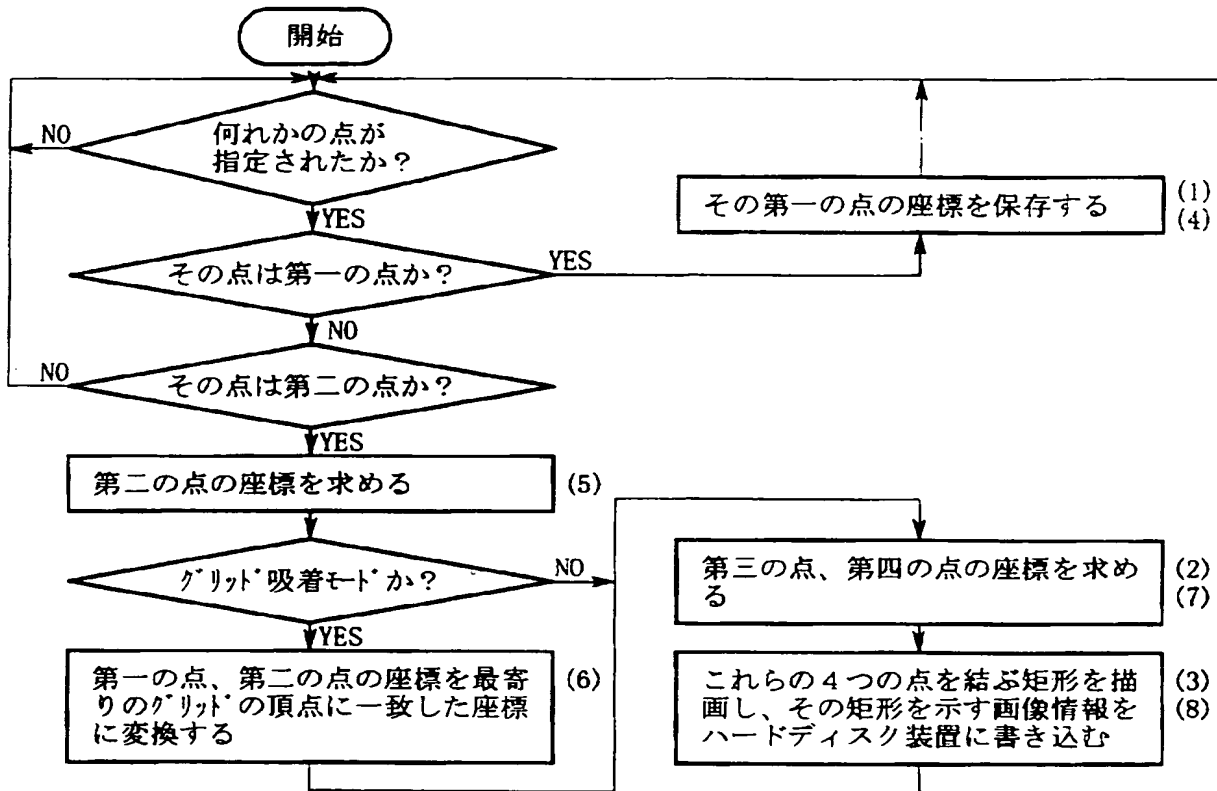 開始
何れかの点が
指定されたか？
NO
YES
その点は第一の点か？
YES
その第一の点の座標を保存する
(1)
(4)
NO
その点は第二の点か？
NO
YES
第二の点の座標を求める
(5)
ｸﾞﾘｯﾄﾞ吸着ﾓｰﾄﾞか？
NO
YES
第一の点、第二の点の座標を最寄
りのｸﾞﾘｯﾄﾞの頂点に一致した座標
に変換する
(6)
第三の点、第四の点の座標を求め
る
(2)
(7)
これらの４つの点を結ぶ矩形を描
画し、その矩形を示す画像情報を
ハードディスク装置に書き込む
(3)
(8)